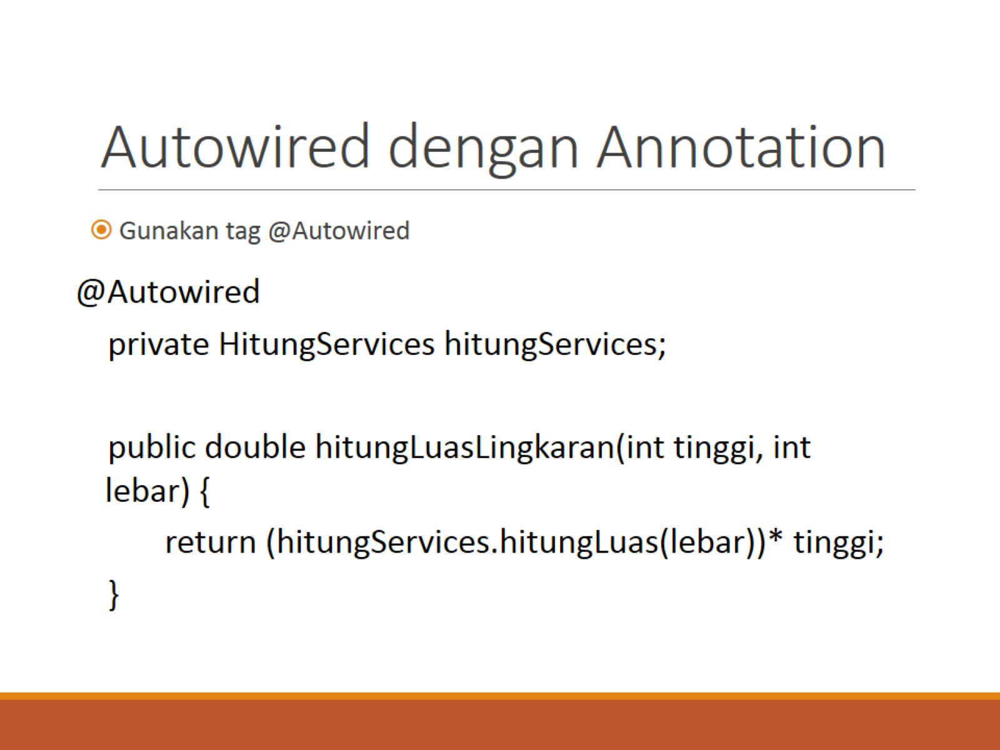 Autowired dengan Annotation
Gunakan tag @Autowired
@Autowired
private HitungServices hitungServices;
public double hitungLuasLingkaran(int tinggi, int
lebar) {
return (hitungServices.hitungLuas(lebar))* tinggi;
}